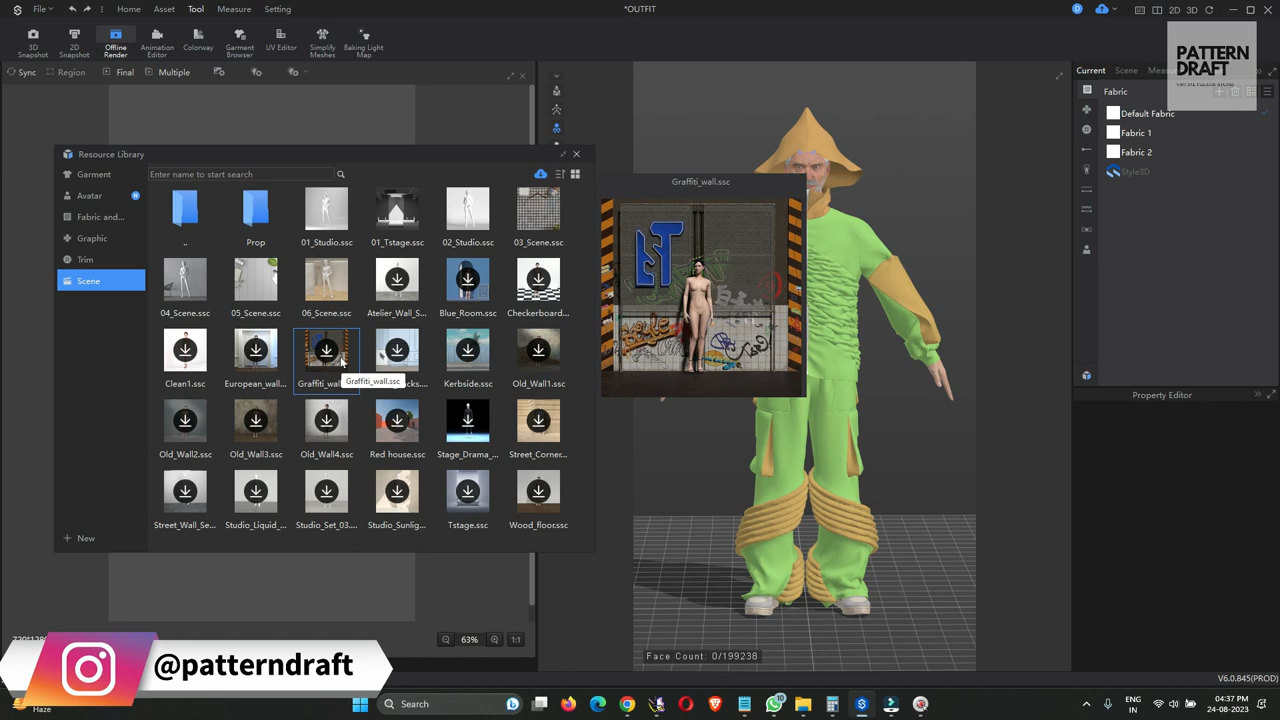 File
Home
Asset
Tool
Setting
*OUTFIT
D
3D
Snapshot
2D
Snapshot
Offline
Render
Animation
Editor
Colorway
Garment
Browser
UV Editor
Simplify
Meshes
Baking Light
Map
PATTERN
DRAFT
Sync
Region
Final
Multiple
Current
Scene
Fabric
Default Fabric
Fabric 1
Fabric 2
Style3D
Property Editor
Resource Library
Garment
Avatar
N
Fabric and...
Graphic
Trim
Scene
New
Enter name to start search
..
Prop
01_Studio.ssc
01_Tstage.ssc
02_Studio.ssc
03_Scene.ssc
04_Scene.ssc
05_Scene.ssc
06_Scene.ssc
Atelier_Wall_S...
Blue_Room.ssc
Checkerboard...
Clean1.ssc
European_wall...
Graffiti_wall.ssc
Kerbside.ssc
Old_Wall1.ssc
Old_Wall2.ssc
Old_Wall3.ssc
Old_Wall4.ssc
Red house.ssc
Stage_Drama_...
Street_Corner...
Street_Wall_Se...
Studio_Liquid_...
Studio_Set_03...
Studio_Sunlig...
Tstage.ssc
Wood_floor.ssc
Graffiti_wall.ssc
63%
1:1
Face Count: 0/199238
V6.0.845(PROD)
@patterndraft
Haze
Search
10
ENG
IN
04:37 PM
24-08-2023